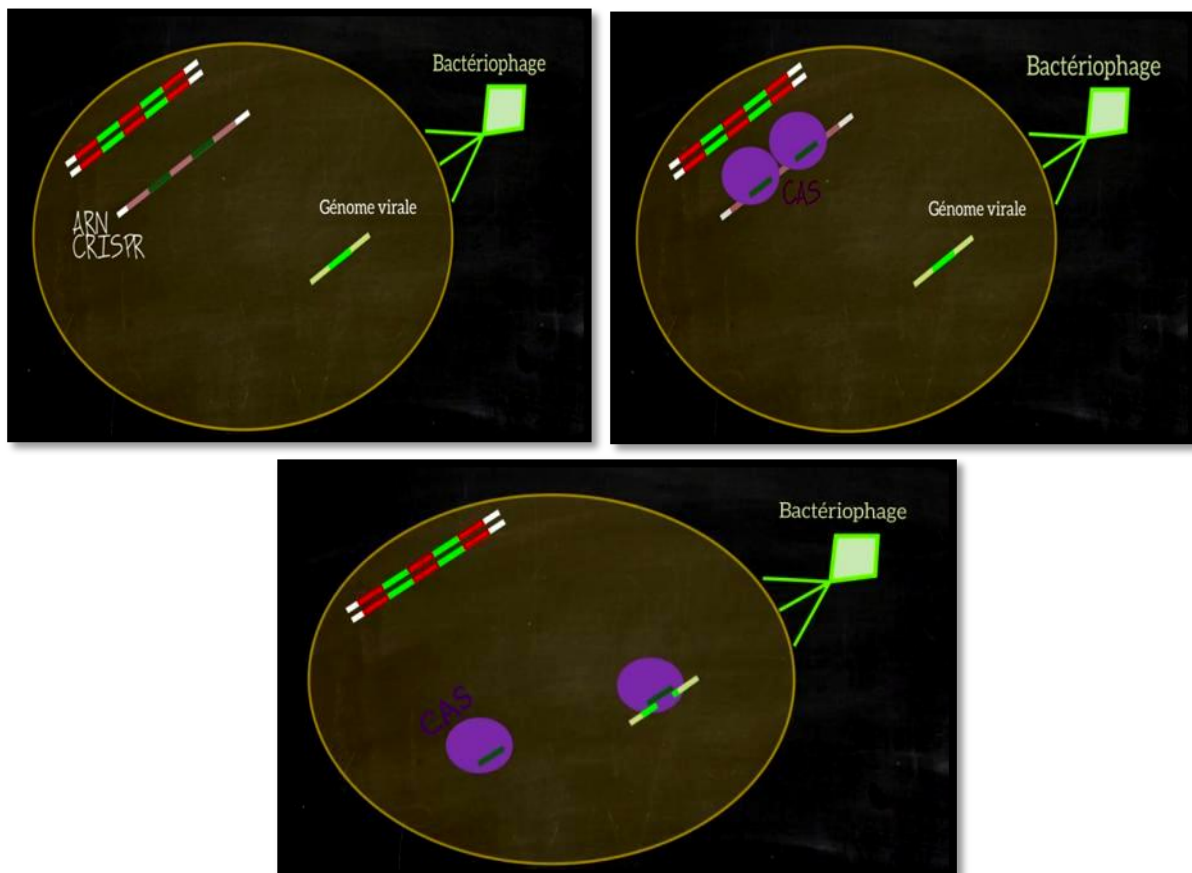 Bactériophage
Génome virale
ARN
CRISPR
Bactériophage
CAS
Génome virale
Bactériophage
CAS